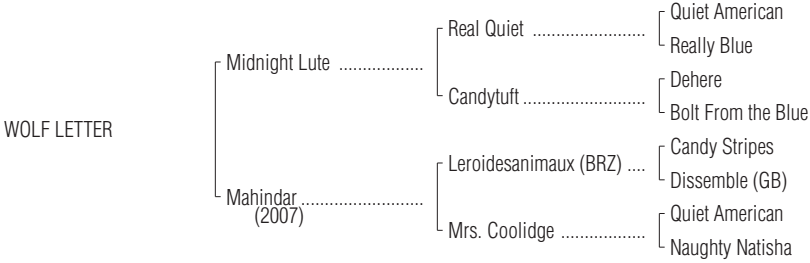 Quiet American
Real Quiet ........................
Really Blue
Midnight Lute ..................
Dehere
Candytuft ..........................
Bolt From the Blue
WOLF LETTER
Candy Stripes
Leroidesanimaux (BRZ) ....
Dissemble (GB)
Mahindar ..........................
(2007)
Quiet American
Mrs. Coolidge ..................
Naughty Natisha